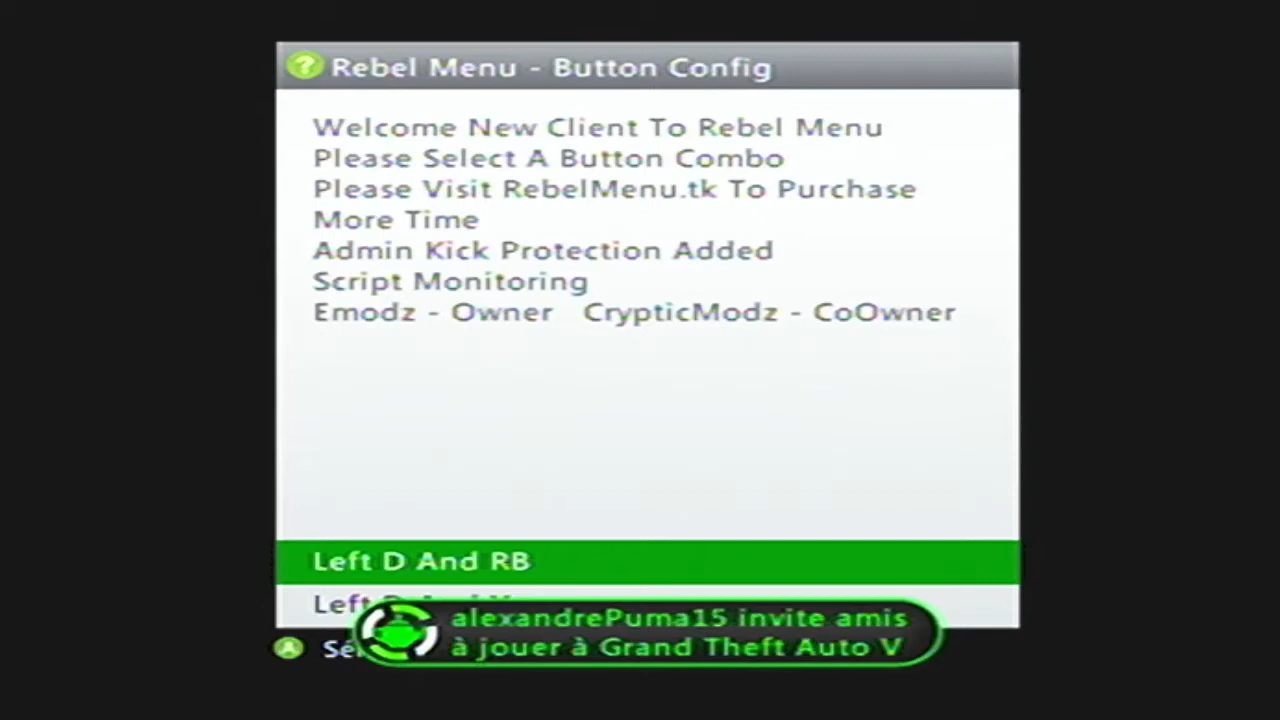 Rebel Menu - Button Config
Welcome New Client To Rebel Menu
Please Select A Button Combo
Please Visit RebelMenu.tk To Purchase
More Time
Admin Kick Protection Added
Script Monitoring
Emodz - Owner CrypticModz - CoOwner
Left D And RB
Left
alexandrePuma15 invite amis
à jouer à Grand Theft Auto V
A